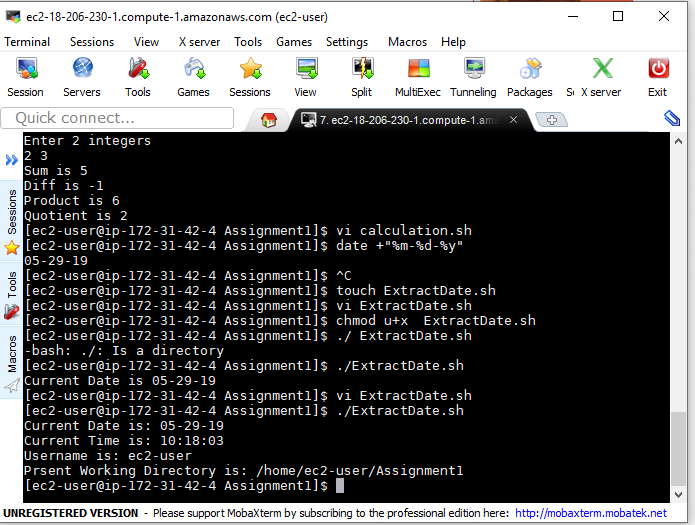 ec2-18-206-230-1.compute-1.amazonaws.com (ec2-user)
Terminal Sessions View X server Tools Games Settings Macros Help
Session Servers Tools Games Sessions View Split MultiExec Tunneling Packages Se X server Exit
Quick connect...
7. ec2-18-206-230-1.compute-1.ama
Sessions
Tools
Macros
Enter 2 integers
2 3
Sum is 5
Diff is -1
Product is 6
Quotient is 2
[ec2-user@ip-172-31-42-4 Assignment1]$ vi calculation.sh
[ec2-user@ip-172-31-42-4 Assignment1]$ date +"%m-%d-%y"
05-29-19
[ec2-user@ip-172-31-42-4 Assignment1]$ ^C
[ec2-user@ip-172-31-42-4 Assignment1]$ touch ExtractDate.sh
[ec2-user@ip-172-31-42-4 Assignment1]$ vi ExtractDate.sh
[ec2-user@ip-172-31-42-4 Assignment1]$ chmod u+x  ExtractDate.sh
[ec2-user@ip-172-31-42-4 Assignment1]$ ./ ExtractDate.sh
-bash: ./: Is a directory
[ec2-user@ip-172-31-42-4 Assignment1]$ ./ExtractDate.sh
Current Date is 05-29-19
[ec2-user@ip-172-31-42-4 Assignment1]$ vi ExtractDate.sh
[ec2-user@ip-172-31-42-4 Assignment1]$ ./ExtractDate.sh
Current Date is: 05-29-19
Current Time is: 10:18:03
Username is: ec2-user
Prsent Working Directory is: /home/ec2-user/Assignment1
[ec2-user@ip-172-31-42-4 Assignment1]$
UNREGISTERED VERSION - Please support MobaXterm by subscribing to the professional edition here: http://mobaxterm.mobatek.net